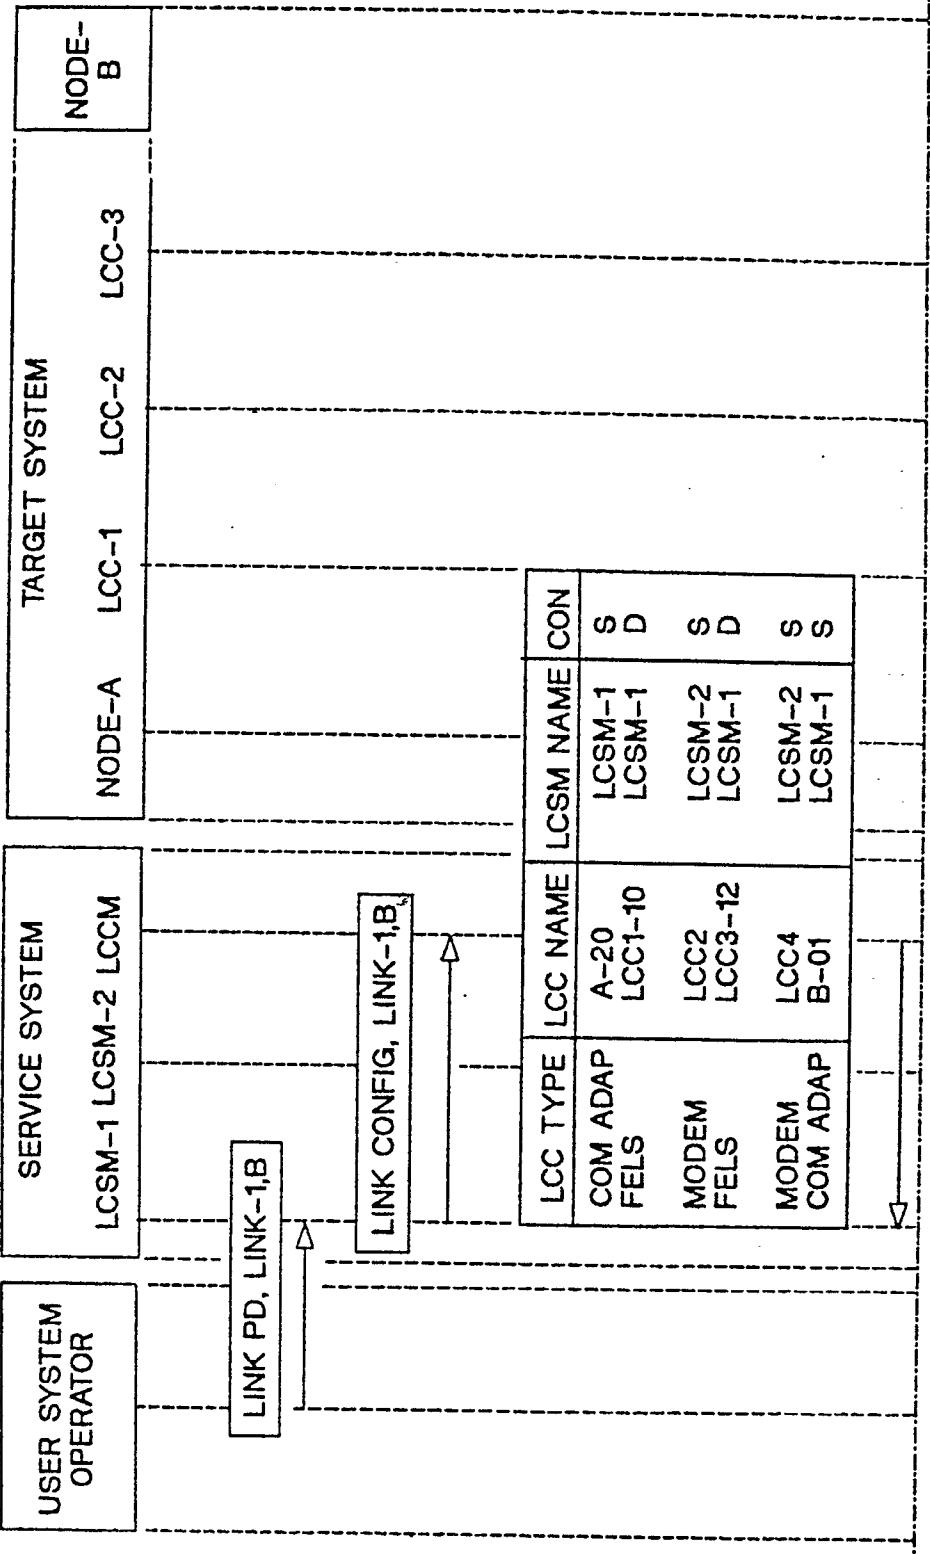 USER SYSTEM
OPERATOR
SERVICE SYSTEM
LCSM-1 LCSM-2 LCCM
TARGET SYSTEM
NODE-A LCC-1 LCC-2 LCC-3
NODE-
B
LINK PD, LINK-1,B
LINK CONFIG, LINK-1,B
LCC TYPE LCC NAME LCSM NAME CON
COM ADAP A-20 LCSM-1 S
FELS LCC1-10 LCSM-1 D
MODEM LCC2 LCSM-2 S
FELS LCC3-12 LCSM-1 D
MODEM LCC4 LCSM-2 S
COM ADAP B-01 LCSM-1 S